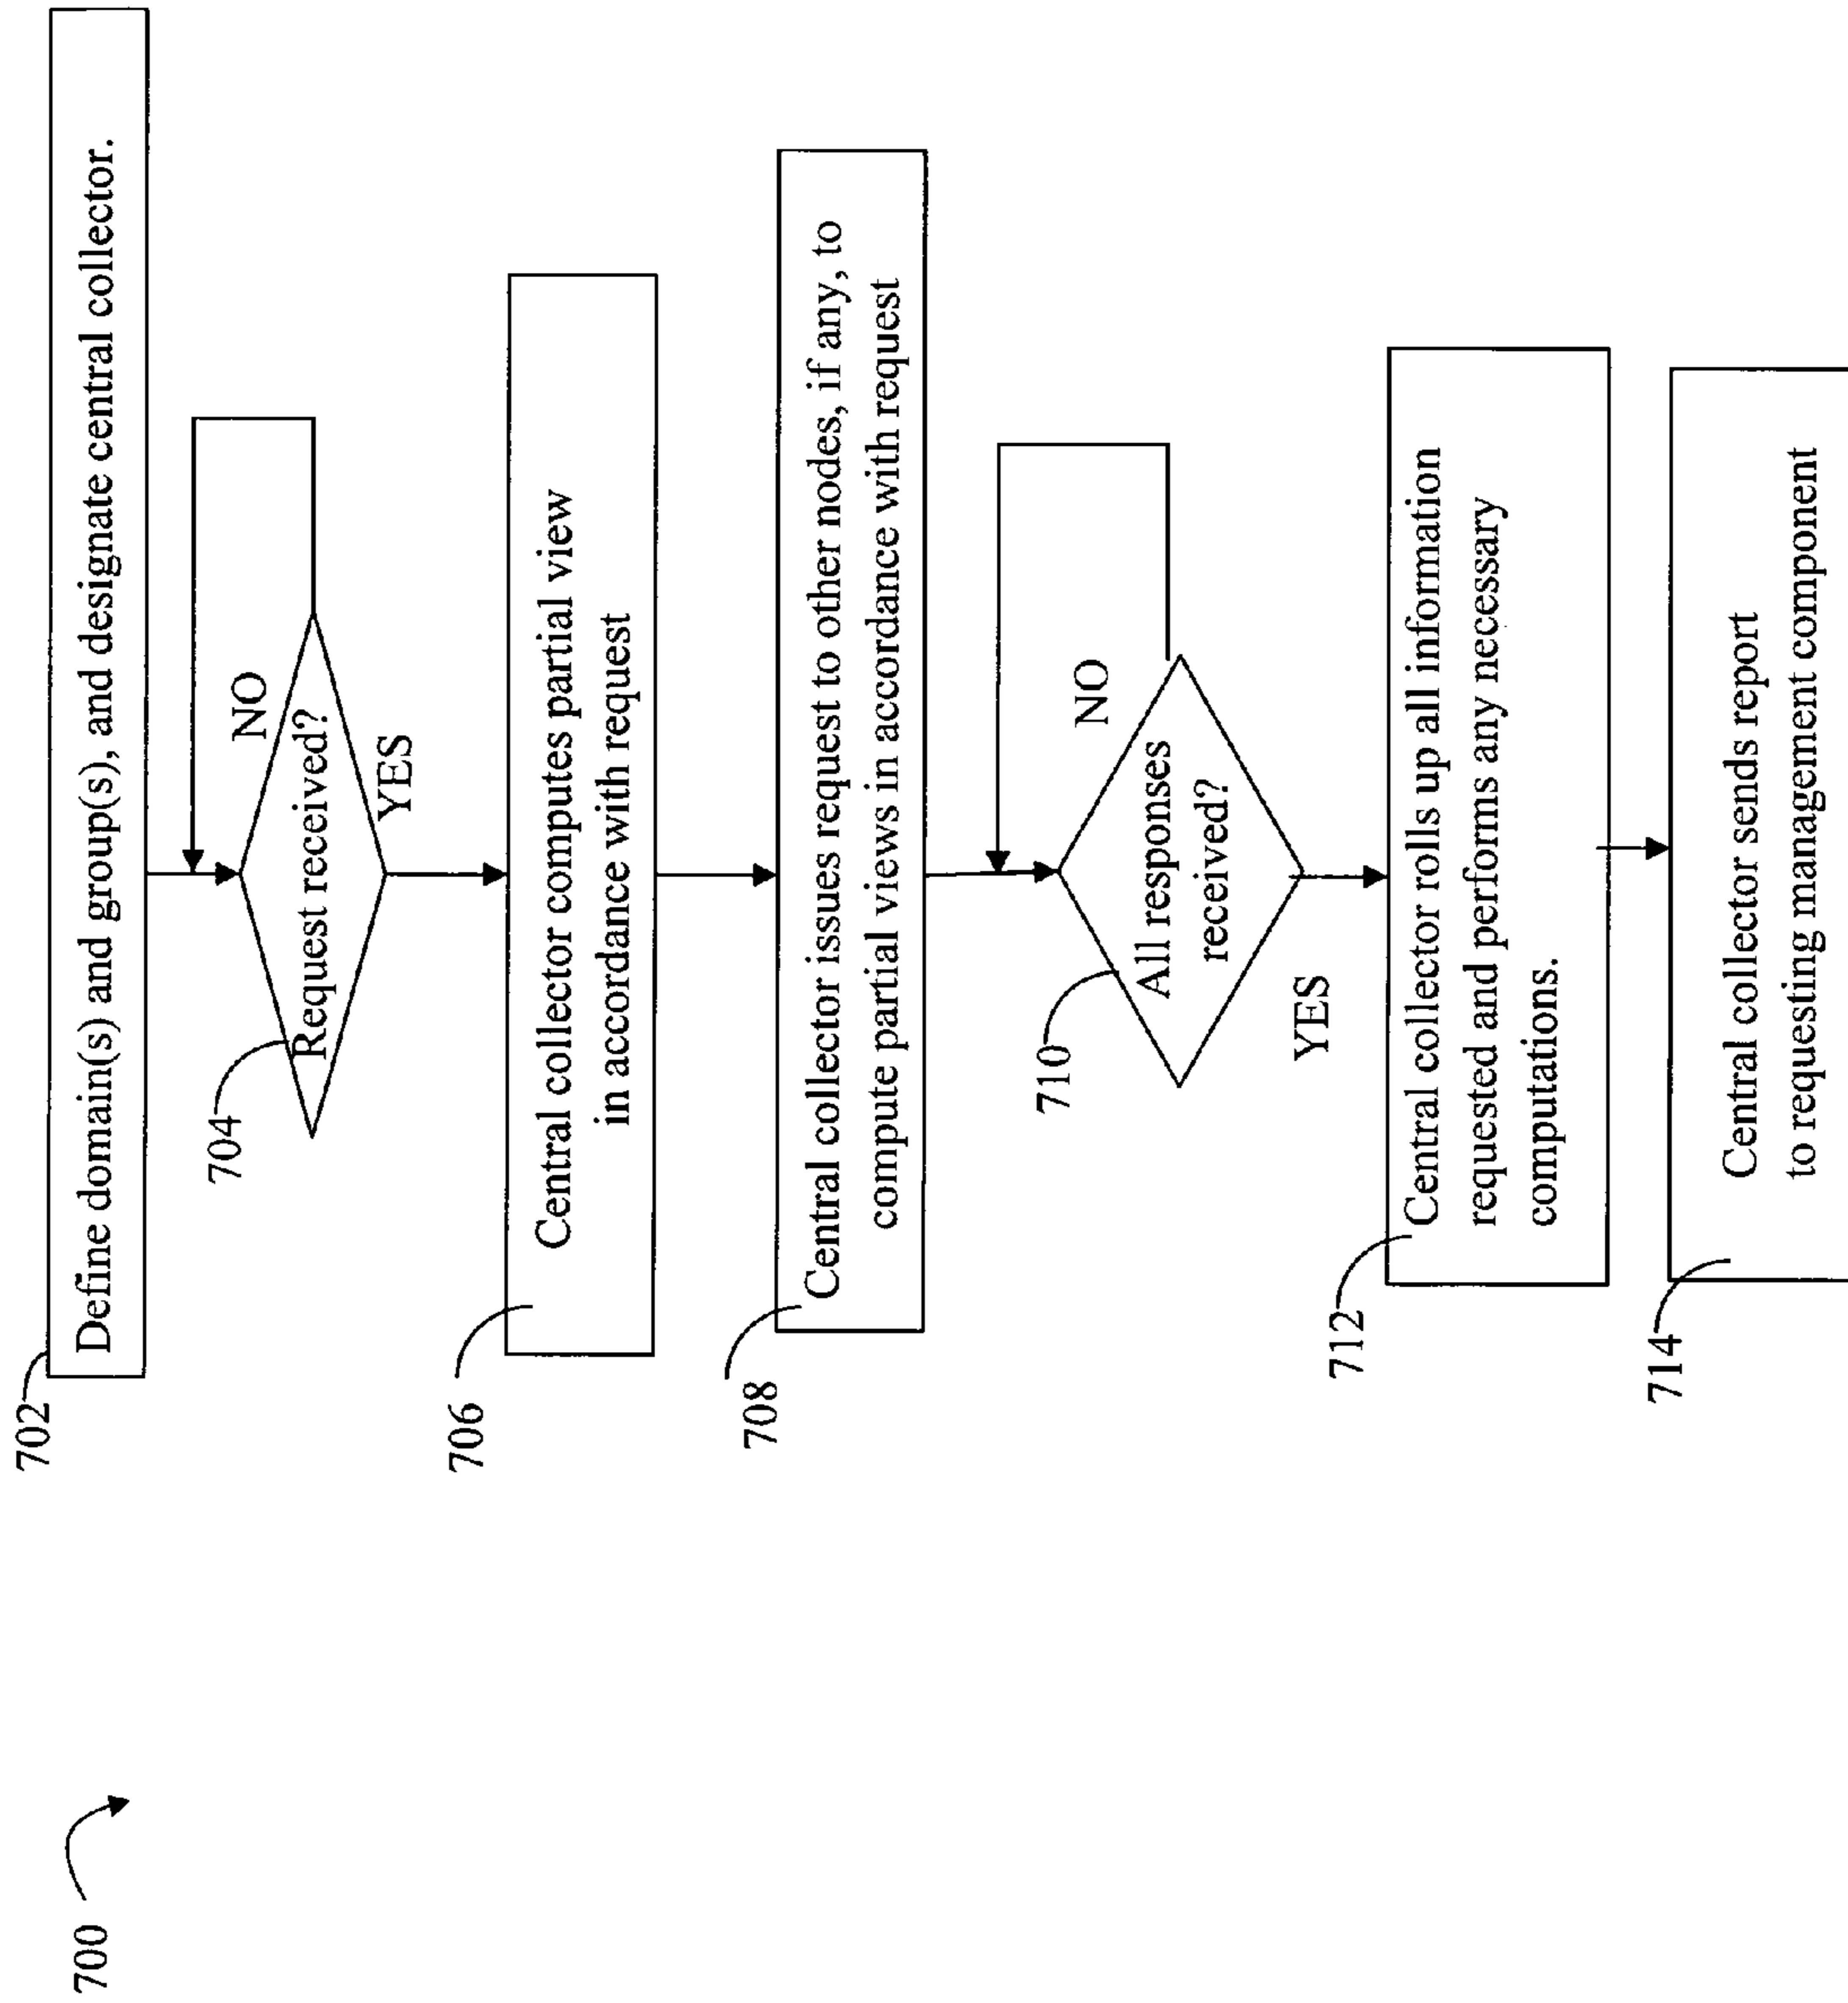 700
702
Define domain(s) and group(s), and designate central collector.
704
Request received?
NO
YES
706
Central collector computes partial view
in accordance with request
708
Central collector issues request to other nodes, if any, to
compute partial views in accordance with request
710
All responses
received?
NO
YES
712
Central collector rolls up all information
requested and performs any necessary
computations.
714
Central collector sends report
to requesting management component